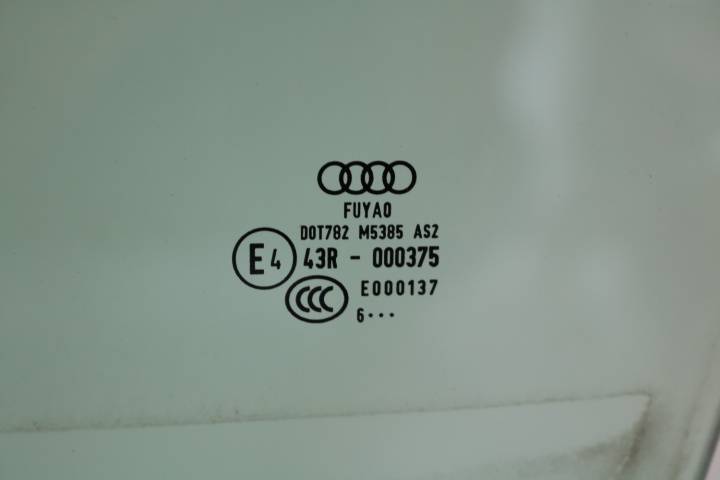 FUYAO
DOT782 M5385 AS2
E4 43R - 000375
CCC E000137
6•••